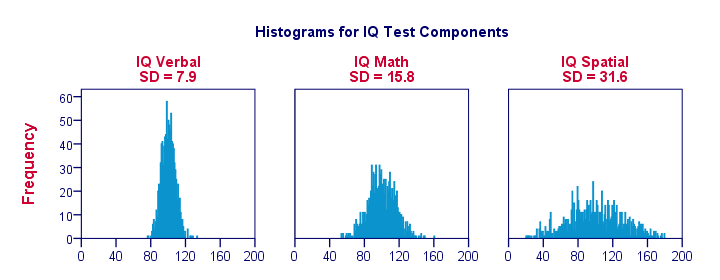 Histograms for IQ Test Components
IQ Verbal
SD = 7.9
IQ Math
SD = 15.8
IQ Spatial
SD = 31.6
Frequency
60
50
40
30
20
10
0
0 40 80 120 160 200
0 40 80 120 160 200
0 40 80 120 160 200